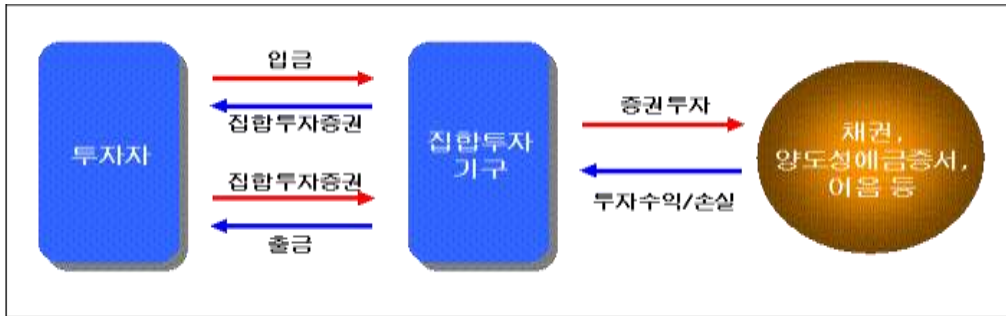 입금
집합투자증권
투자자
집합투자증권
출금
집합투자
기구
증권투자
투자수익/손실
채권,
양도성예금증서,
어음 등